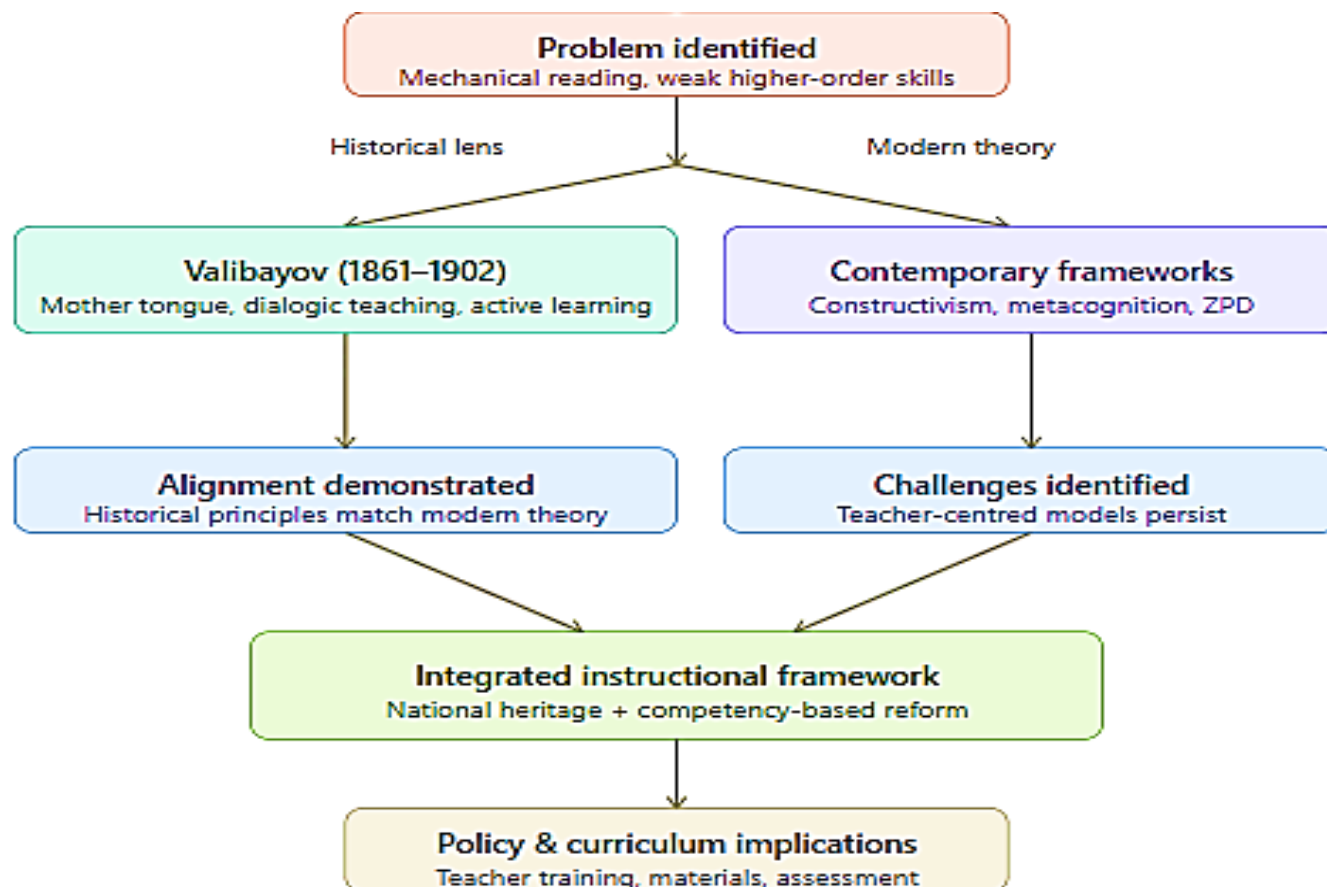 Problem identified
Mechanical reading, weak higher-order skills
Historical lens
Modern theory
Valibayov (1861–1902)
Mother tongue, dialogic teaching, active learning
Contemporary frameworks
Constructivism, metacognition, ZPD
Alignment demonstrated
Historical principles match modern theory
Challenges identified
Teacher-centred models persist
Integrated instructional framework
National heritage + competency-based reform
Policy & curriculum implications
Teacher training, materials, assessment